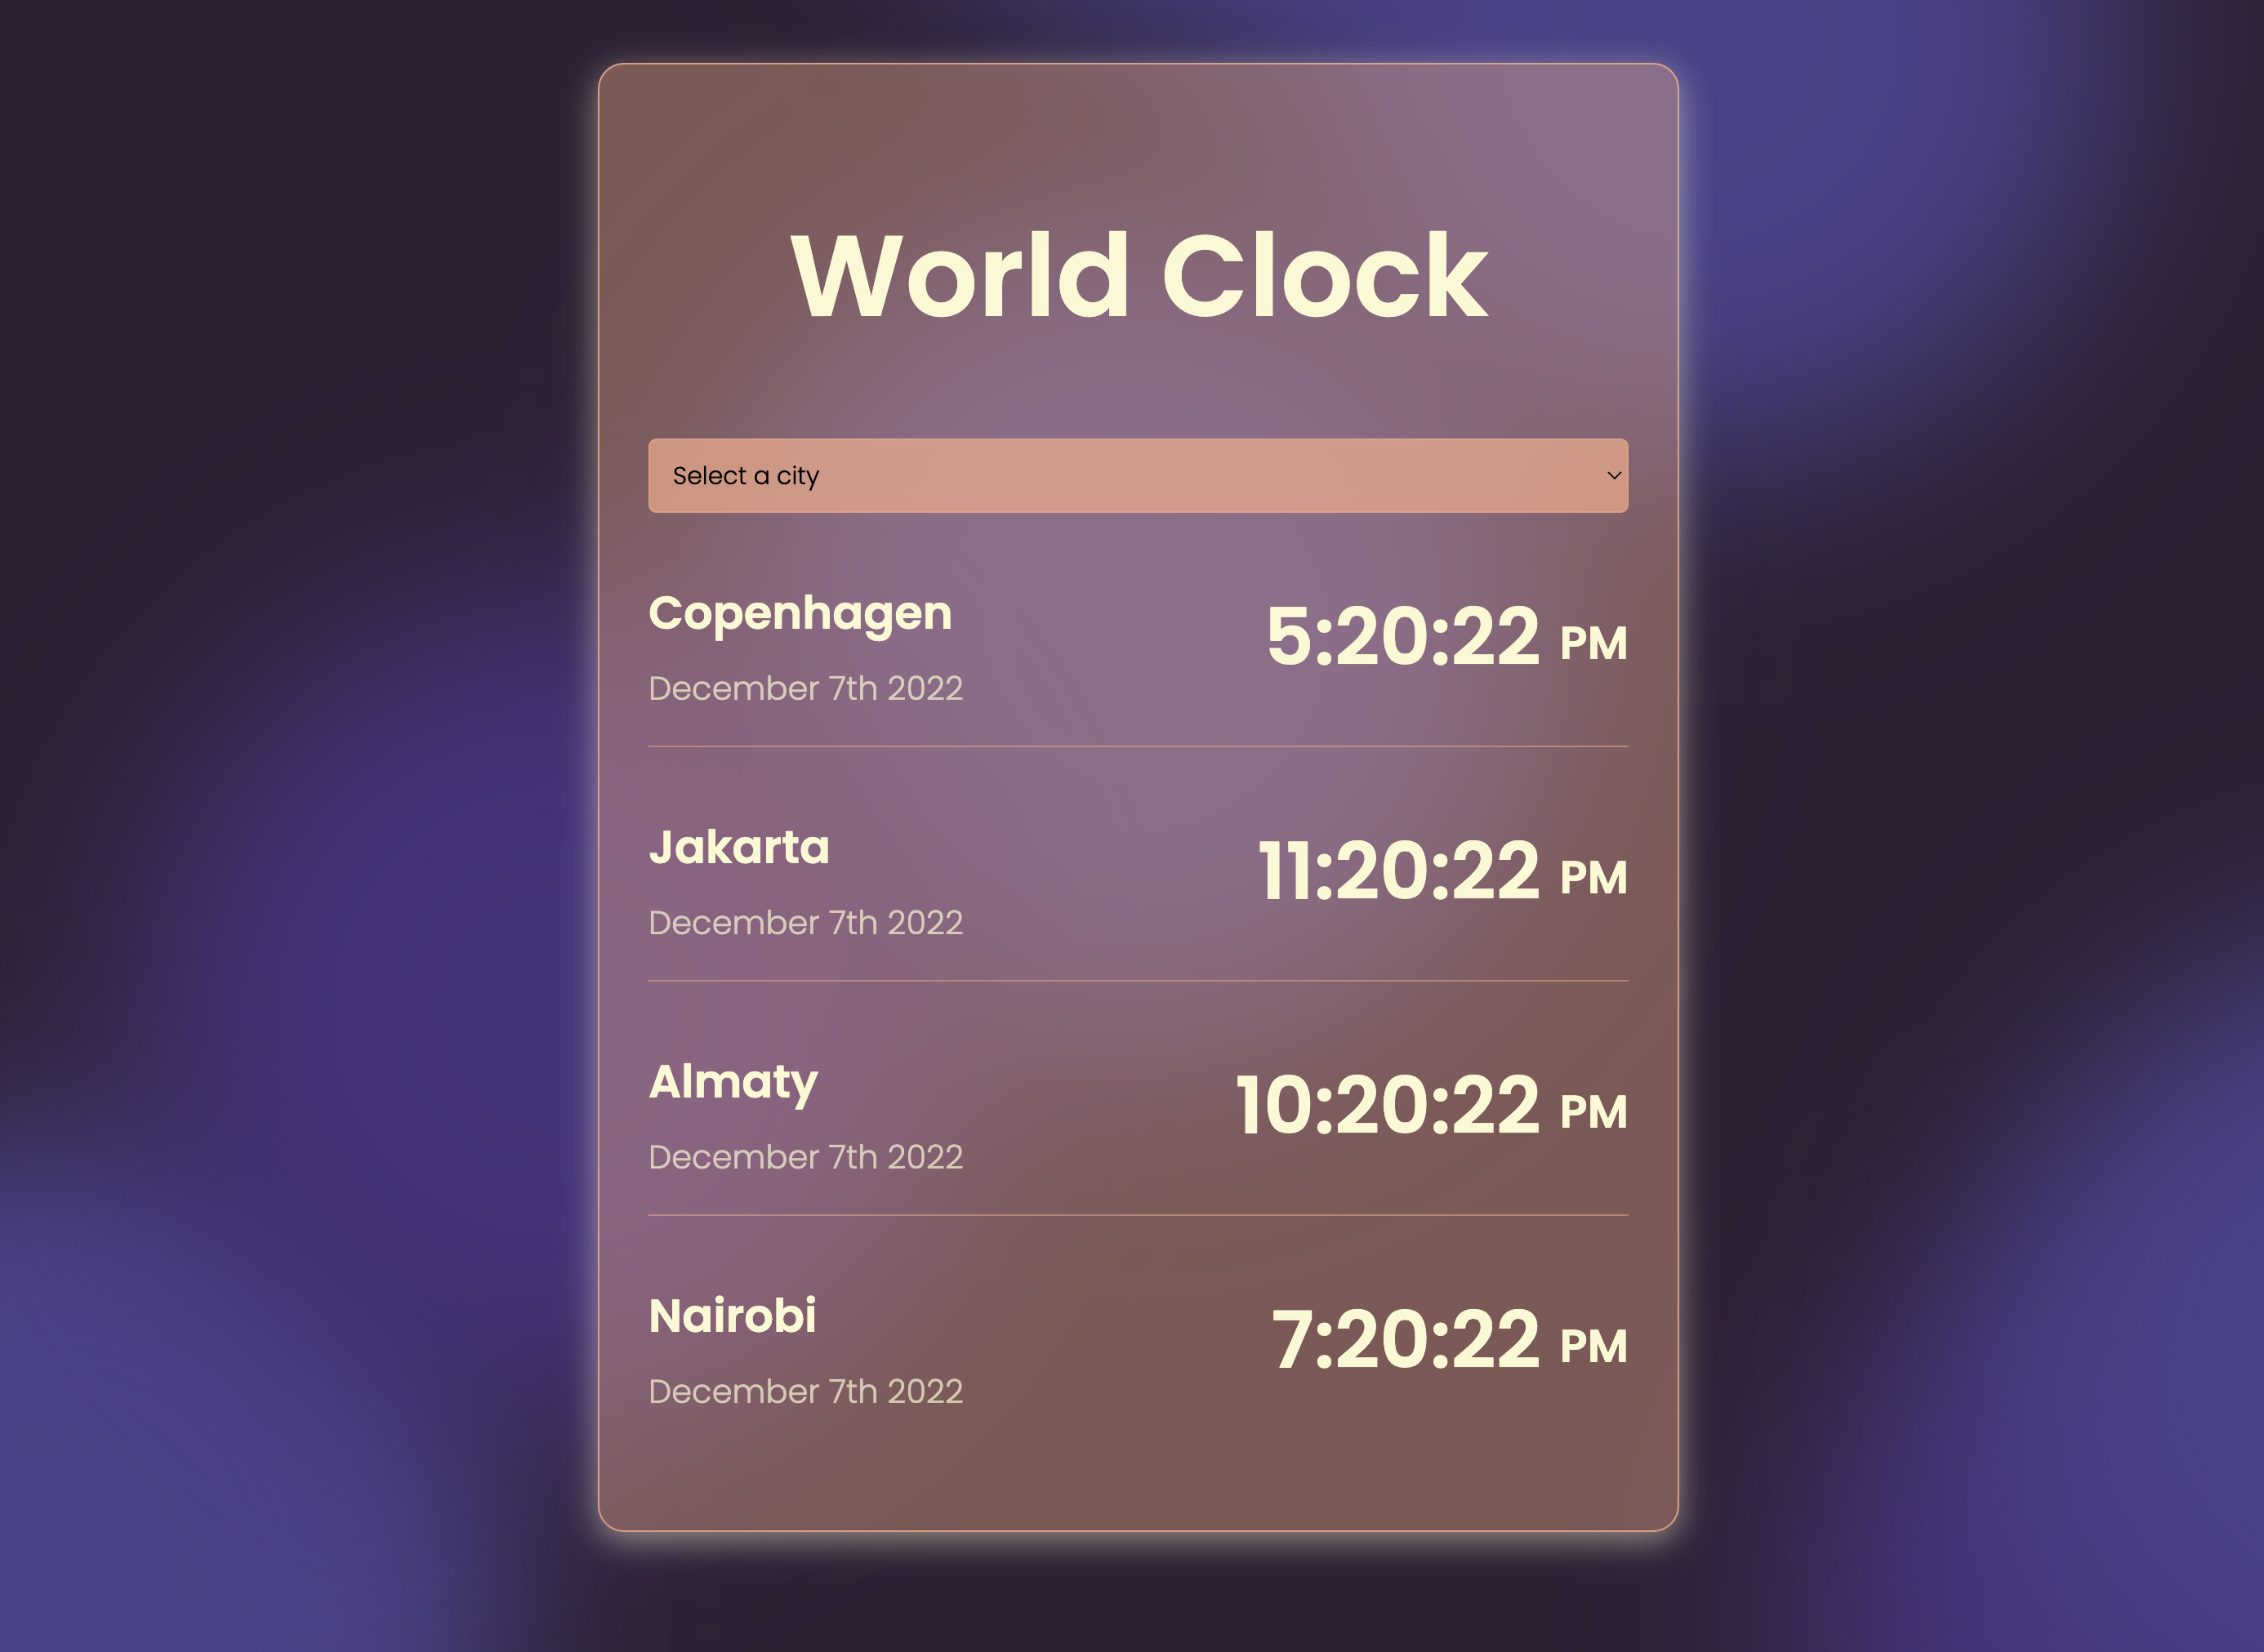 World Clock
Select a city
Copenhagen
5:20:22 PM
December 7th 2022
Jakarta
11:20:22 PM
December 7th 2022
Almaty
10:20:22 PM
December 7th 2022
Nairobi
7:20:22 PM
December 7th 2022